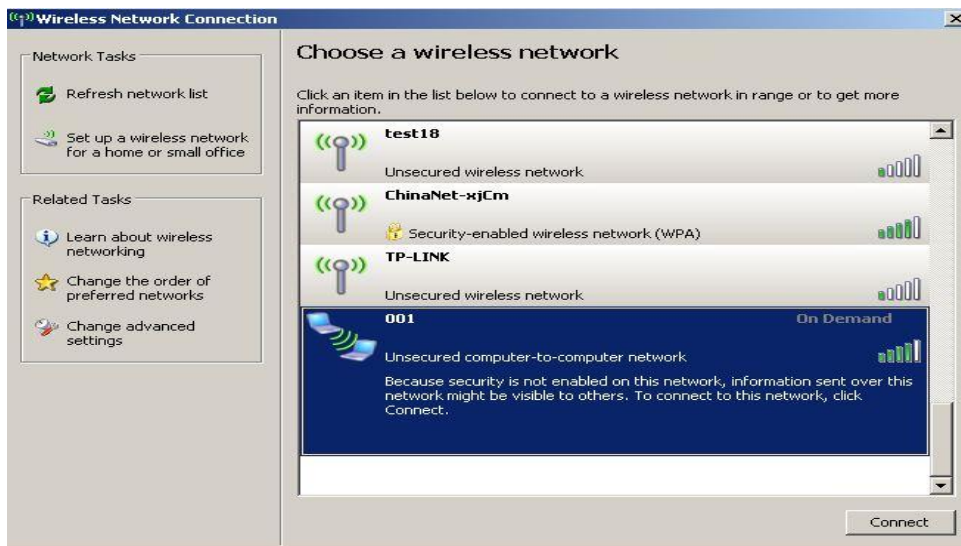 Wireless Network Connection
Network Tasks
Refresh network list
Set up a wireless network
for a home or small office
Related Tasks
Learn about wireless
networking
Change the order of
preferred networks
Change advanced
settings
Choose a wireless network
Click an item in the list below to connect to a wireless network in range or to get more
information.
test18
Unsecured wireless network
ChinaNet-xjCm
Security-enabled wireless network (WPA)
TP-LINK
Unsecured wireless network
001 On Demand
Unsecured computer-to-computer network
Because security is not enabled on this network, information sent over this
network might be visible to others. To connect to this network, click
Connect.
Connect